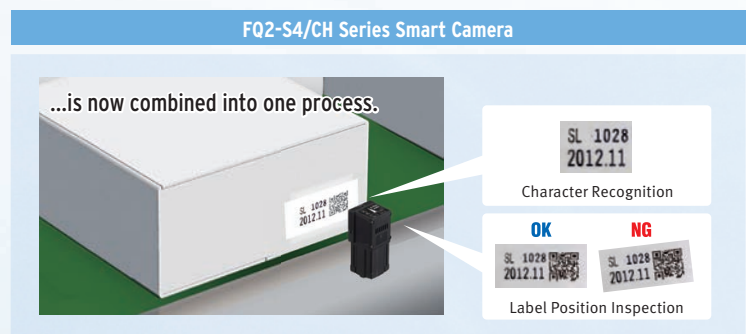 FQ2-S4/CH Series Smart Camera
...is now combined into one process.
SL 1028
2012.11
SL 1028
2012.11
Character Recognition
OK
NG
SL 1028
2012.11
SL 1028
2012.11
Label Position Inspection